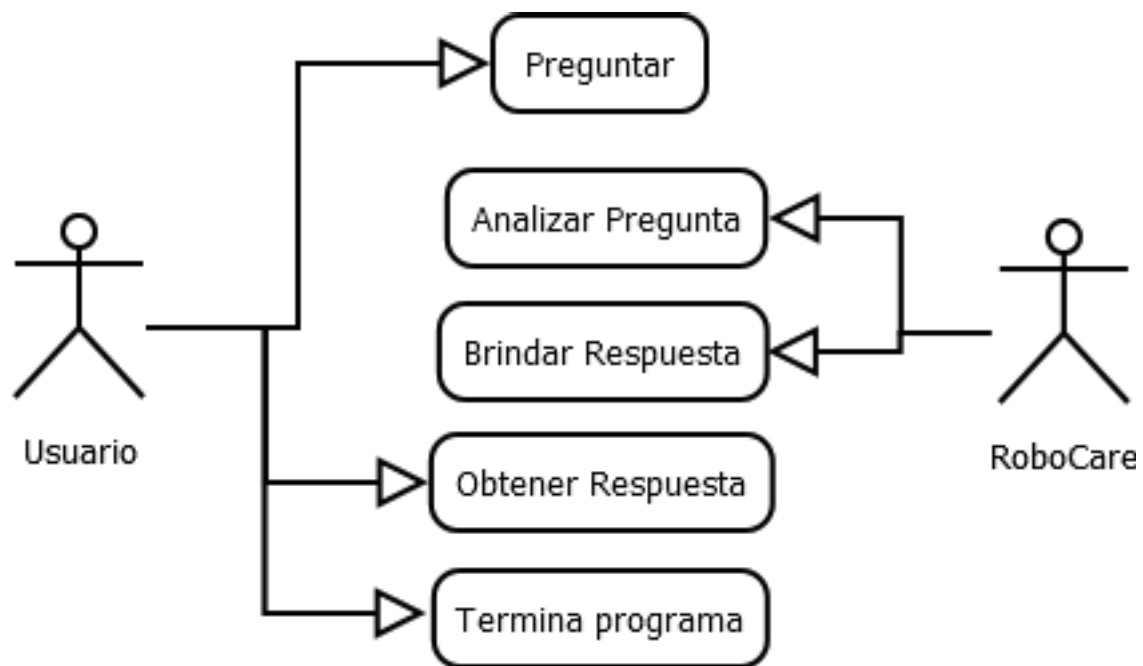 Preguntar
Analizar Pregunta
Brindar Respuesta
Usuario
RoboCare
Obtener Respuesta
Termina programa